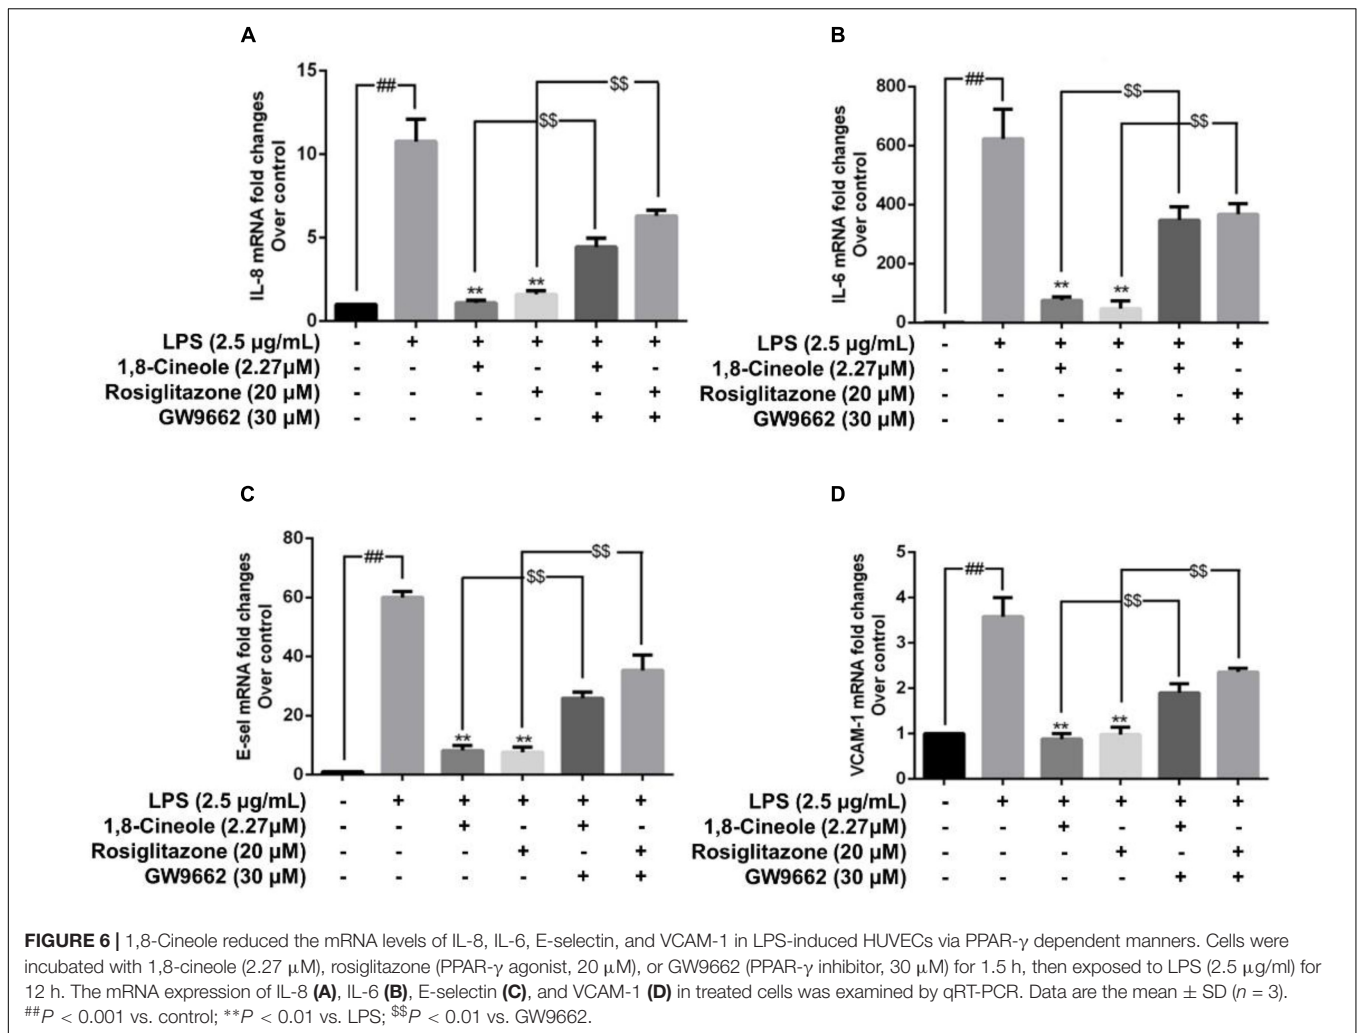 A
IL-8 mRNA fold changes
Over control
15
10
5
0
##
$$
$$
**
**
LPS (2.5 µg/mL) - + + + + +
1,8-Cineole (2.27µM) - - + - + -
Rosiglitazone (20 µM) - - - + - +
GW9662 (30 µM) - - - - + +
B
IL-6 mRNA fold changes
Over control
800
600
400
200
0
##
$$
$$
**
**
LPS (2.5 µg/mL) - + + + + +
1,8-Cineole (2.27µM) - - + - + -
Rosiglitazone (20 µM) - - - + - +
GW9662 (30 µM) - - - - + +
C
E-sel mRNA fold changes
Over control
80
60
40
20
0
##
$$
$$
**
**
LPS (2.5 µg/mL) - + + + + +
1,8-Cineole (2.27µM) - - + - + -
Rosiglitazone (20 µM) - - - + - +
GW9662 (30 µM) - - - - + +
D
VCAM-1 mRNA fold changes
Over control
5
4
3
2
1
0
##
$$
$$
**
**
LPS (2.5 µg/mL) - + + + + +
1,8-Cineole (2.27µM) - - + - + -
Rosiglitazone (20 µM) - - - + - +
GW9662 (30 µM) - - - - + +
FIGURE 6 | 1,8-Cineole reduced the mRNA levels of IL-8, IL-6, E-selectin, and VCAM-1 in LPS-induced HUVECs via PPAR-γ dependent manners. Cells were
incubated with 1,8-cineole (2.27 µM), rosiglitazone (PPAR-γ agonist, 20 µM), or GW9662 (PPAR-γ inhibitor, 30 µM) for 1.5 h, then exposed to LPS (2.5 µg/ml) for
12 h. The mRNA expression of IL-8 (A), IL-6 (B), E-selectin (C), and VCAM-1 (D) in treated cells was examined by qRT-PCR. Data are the mean ± SD (n = 3).
##P < 0.001 vs. control; **P < 0.01 vs. LPS; $$P < 0.01 vs. GW9662.